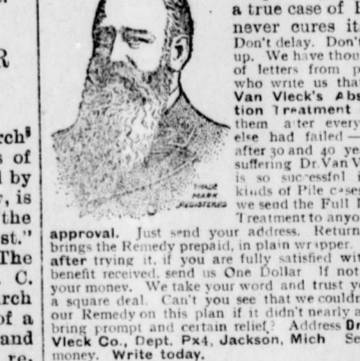 a true case of
never cures it
Don't delay. Don't
up. We have thou
of letters from p
who write us tha
Van Vleck's Abs
tion Treatment
them after every
else had failed—
after 30 and 40 ye
suffering Dr. Van V
is so successful i
kinds of Pile cases
we send the Full
Treatment to anyo
TRADE
MARK
REGISTERED
approval. Just send your address. Return
brings the Remedy prepaid, in plain wrapper
after trying it, if you are fully satisfied wit
benefit received, send us One Dollar If not
your money. We take your word and trust y
a square deal. Can't you see that we couldn
our Remedy on this plan if it didn't nearly
bring prompt and certain relief? Address Dr
Vleck Co., Dept. Px4, Jackson, Mich Se
money. Write today.
R
rch
s of
by
, is
the
st."
The
C.
arch
of a
and
re-